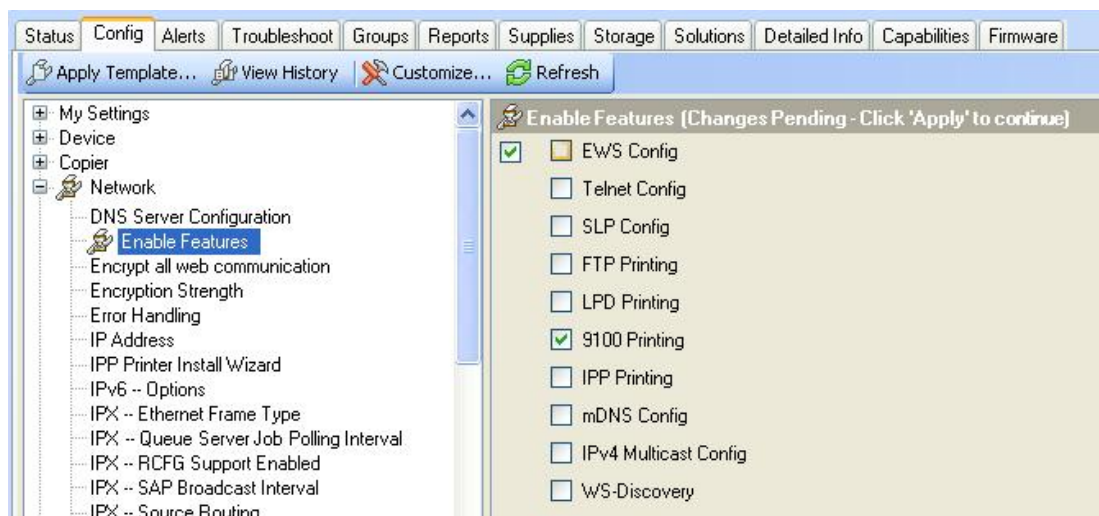 Status Config Alerts Troubleshoot Groups Reports Supplies Storage Solutions Detailed Info Capabilities Firmware
Apply Template... View History Customize... Refresh
My Settings
Device
Copier
Network
DNS Server Configuration
Enable Features
Encrypt all web communication
Encryption Strength
Error Handling
IP Address
IPP Printer Install Wizard
IPv6 -- Options
IPX -- Ethernet Frame Type
IPX -- Queue Server Job Polling Interval
IPX -- RCFG Support Enabled
IPX -- SAP Broadcast Interval
IPX -- Source Routing
Enable Features (Changes Pending - Click 'Apply' to continue)
EWS Config
Telnet Config
SLP Config
FTP Printing
LPD Printing
9100 Printing
IPP Printing
mDNS Config
IPv4 Multicast Config
WS-Discovery